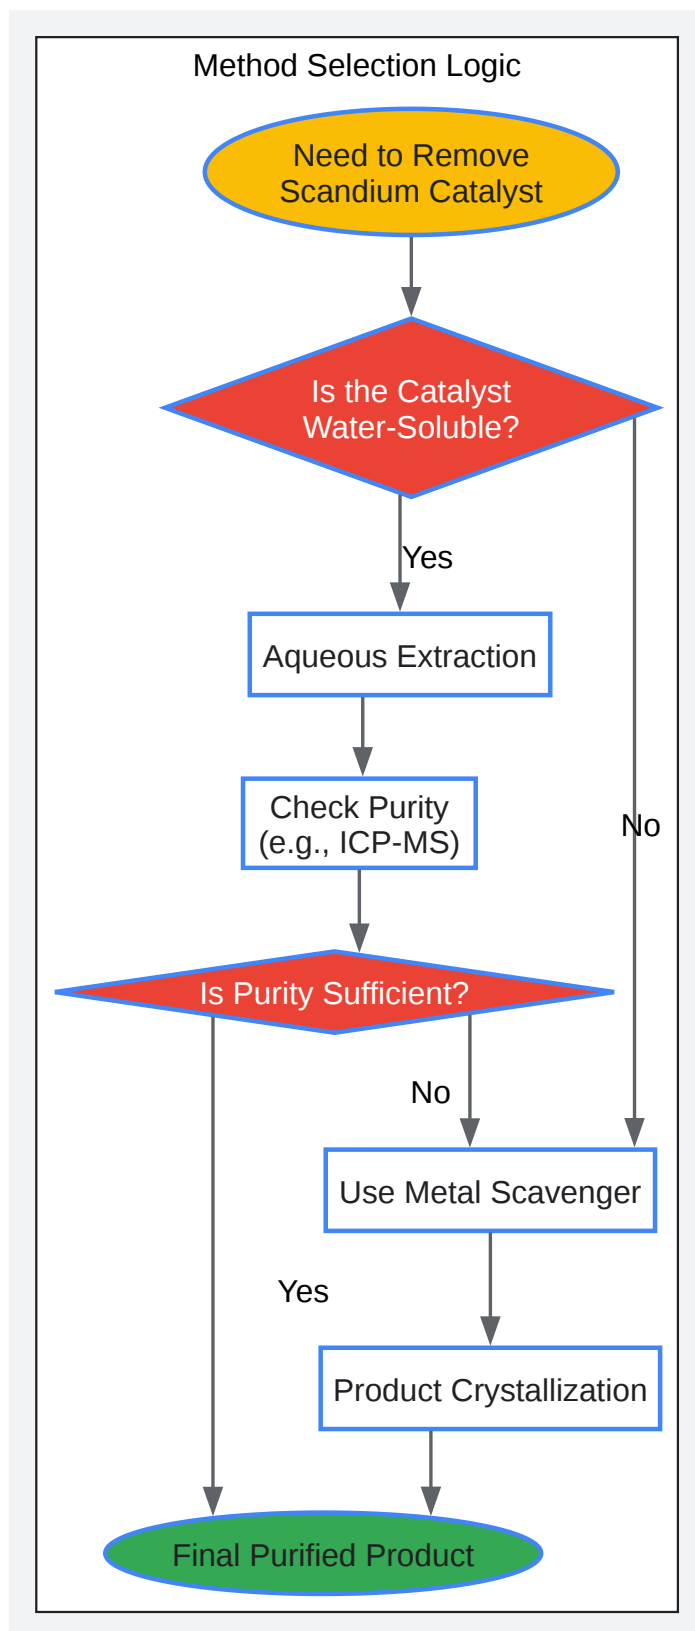 Method Selection Logic
Need to Remove
Scandium Catalyst
Is the Catalyst
Water-Soluble?
Yes
Aqueous Extraction
Check Purity
(e.g., ICP-MS)
No
Is Purity Sufficient?
No
Use Metal Scavenger
Yes
Product Crystallization
Final Purified Product